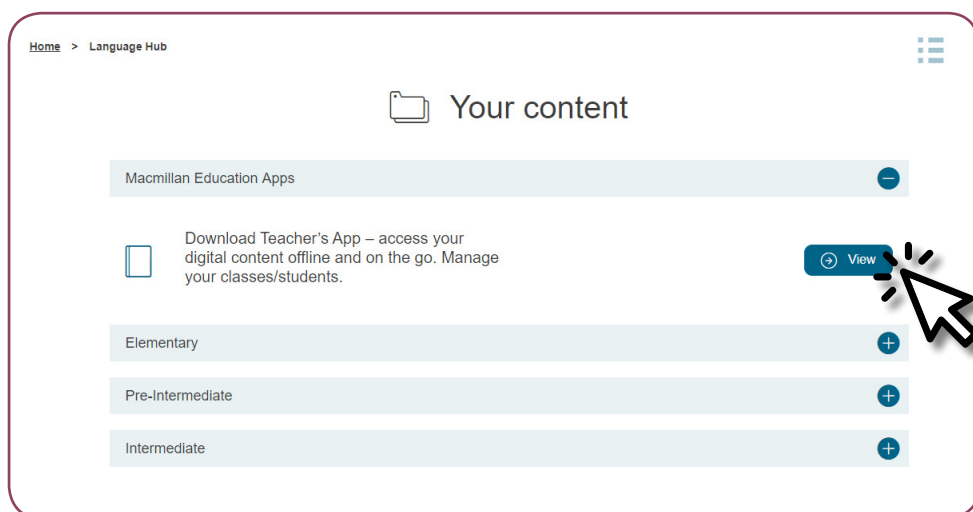 Home > Language Hub
Your content
Macmillan Education Apps
Download Teacher's App – access your
digital content offline and on the go. Manage
your classes/students.
View
Elementary
Pre-Intermediate
Intermediate